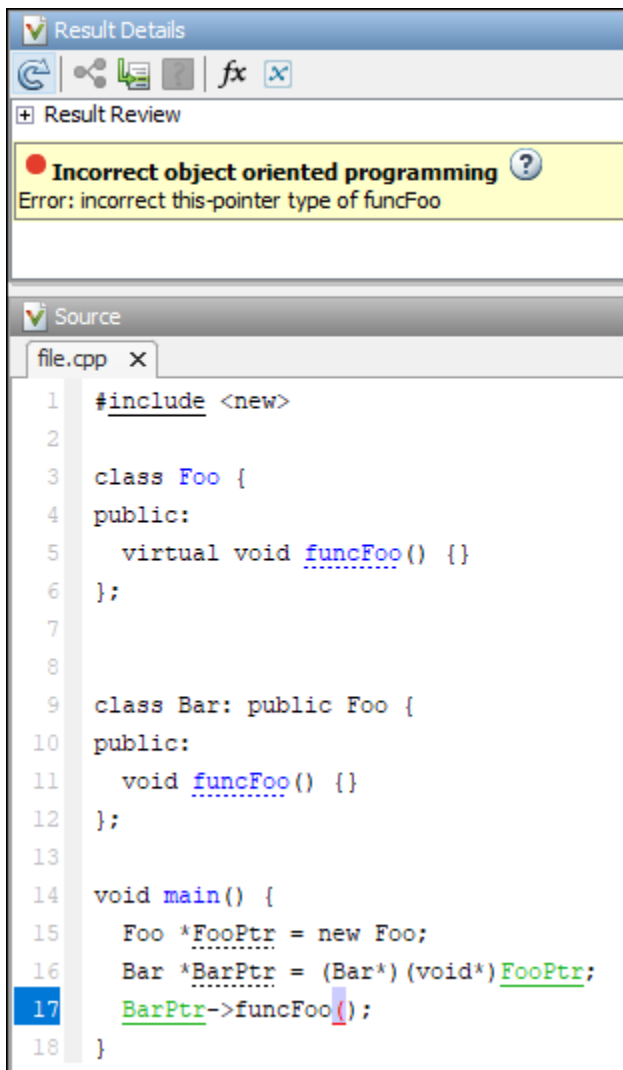 Result Details
fx x
Result Review
Incorrect object oriented programming ?
Error: incorrect this-pointer type of funcFoo
Source
file.cpp X
1 #include <new>
2
3 class Foo {
4 public:
5   virtual void funcFoo() {}
6 };
7
8
9 class Bar: public Foo {
10 public:
11   void funcFoo() {}
12 };
13
14 void main() {
15   Foo *FooPtr = new Foo;
16   Bar *BarPtr = (Bar*)(void*)FooPtr;
17   BarPtr->funcFoo();
18 }